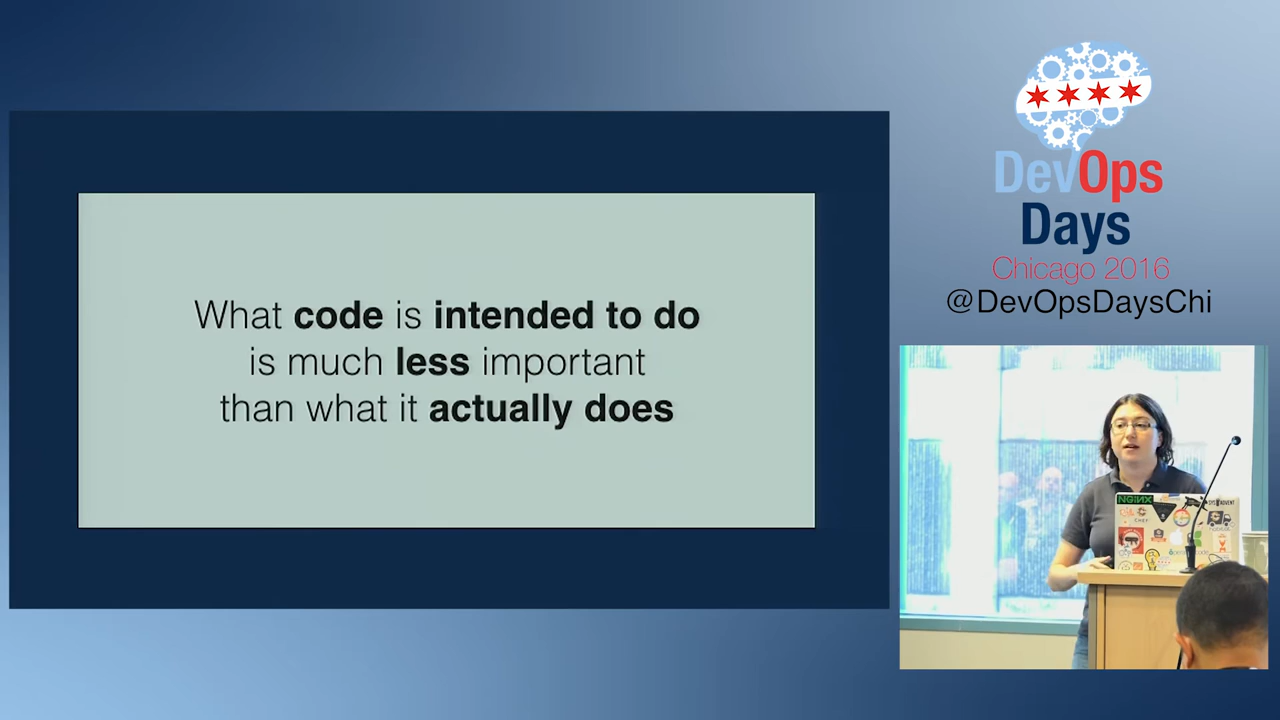 What code is intended to do
is much less important
than what it actually does
DevOps
Days
Chicago 2016
@DevOpsDaysChi
NGINX
CHEF